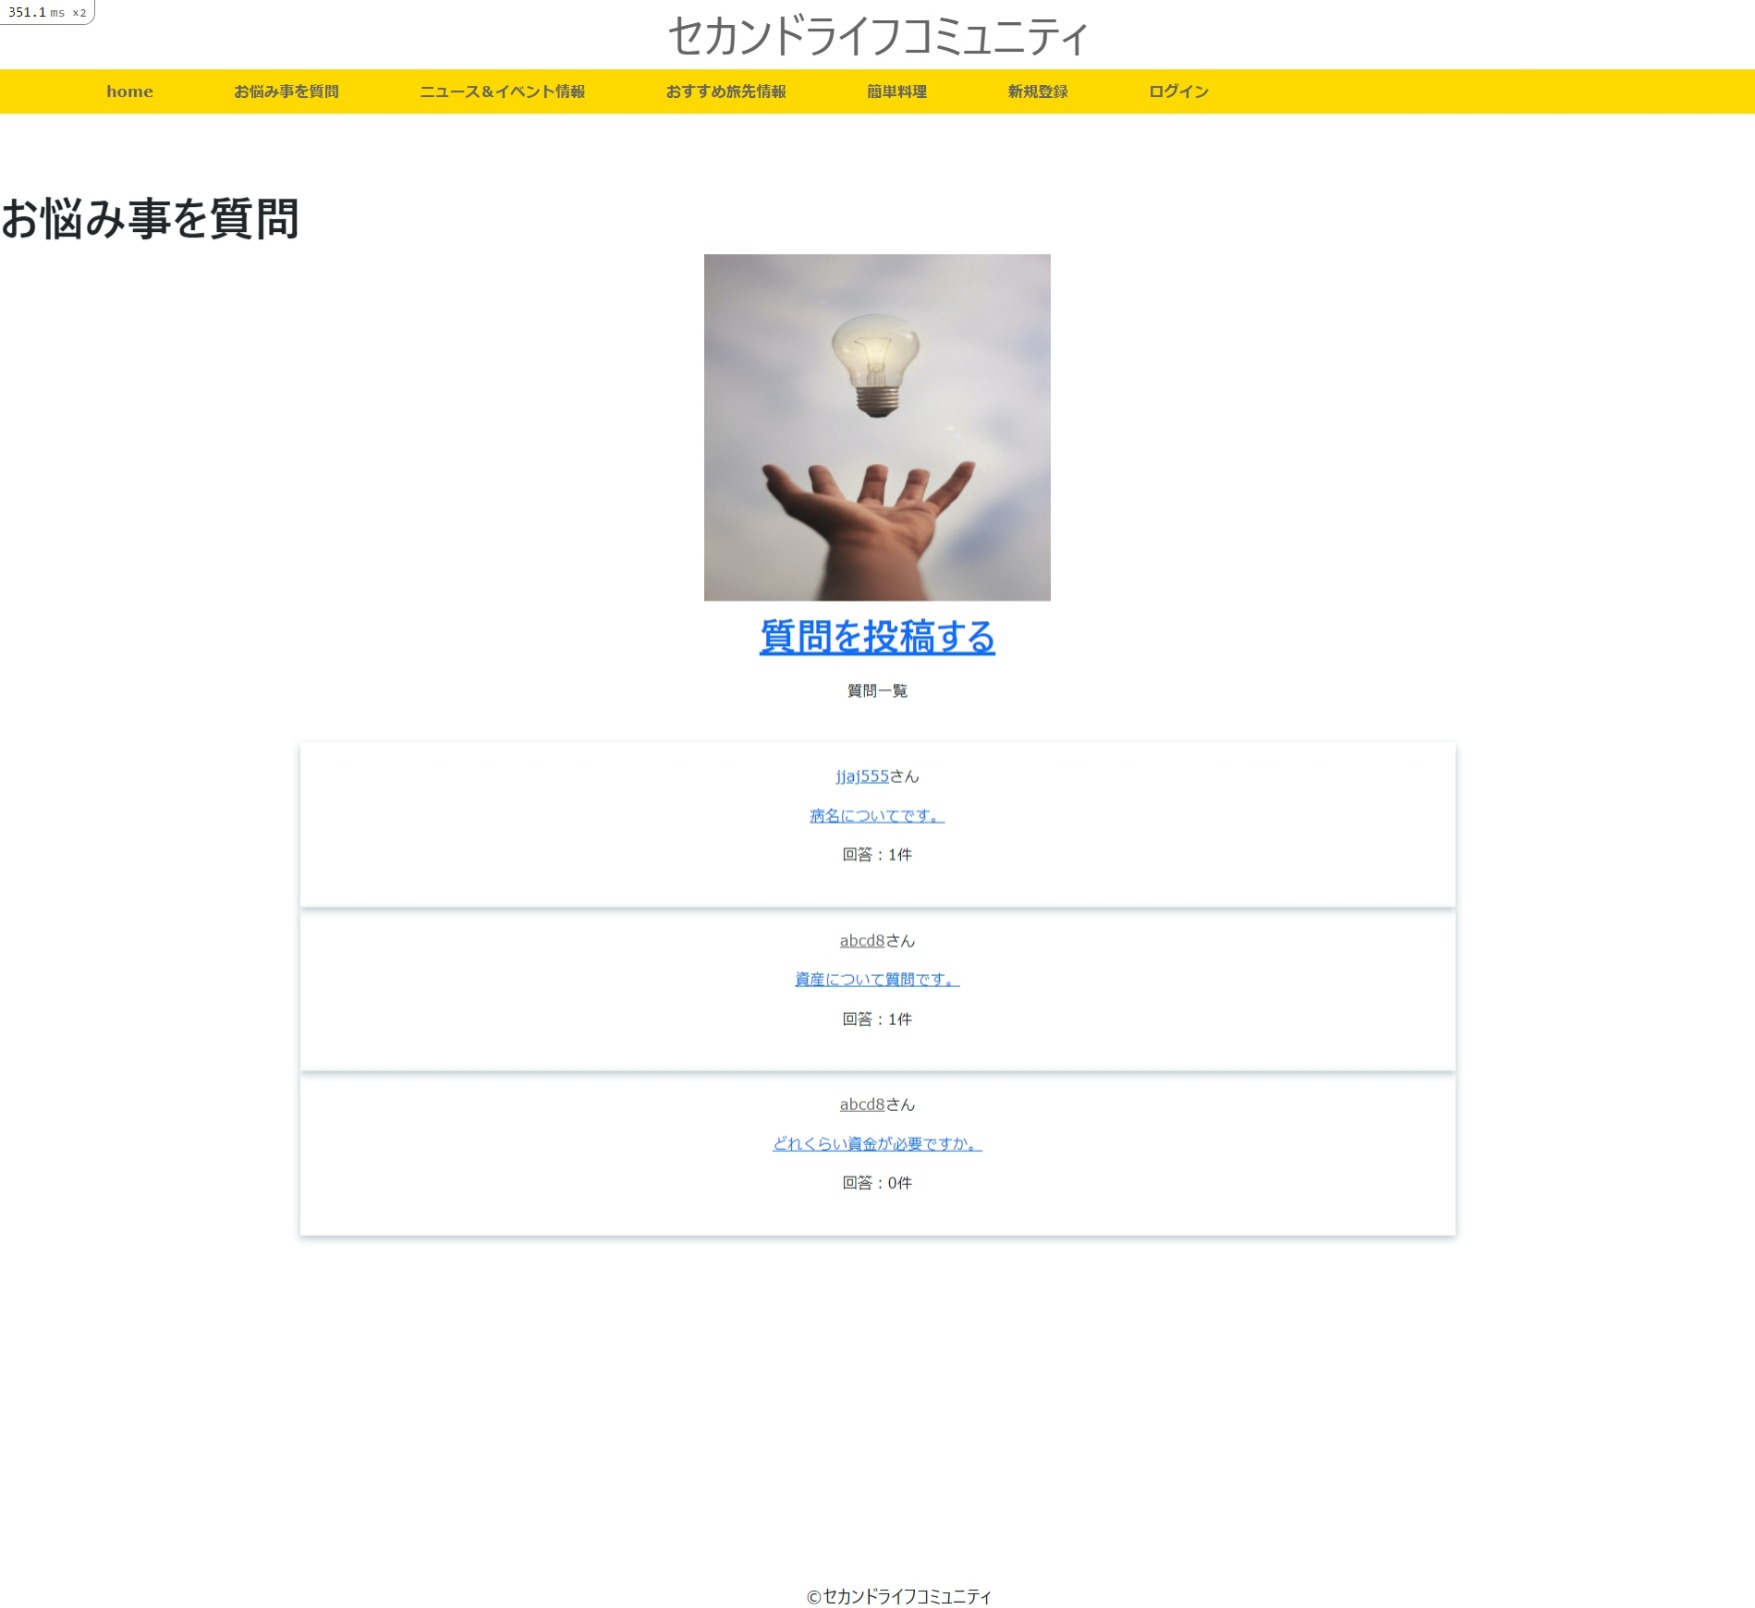 351.1 ms ×2
セカンドライフコミュニティ
home お悩み事を質問 ニュース&イベント情報 おすすめ旅先情報 簡単料理 新規登録 ログイン
お悩み事を質問
質問を投稿する
質問一覧
jjaj555さん
病名についてです。
回答：1件
abcd8さん
資産について質問です。
回答：1件
abcd8さん
どれくらい資金が必要ですか。
回答：0件
©セカンドライフコミュニティ